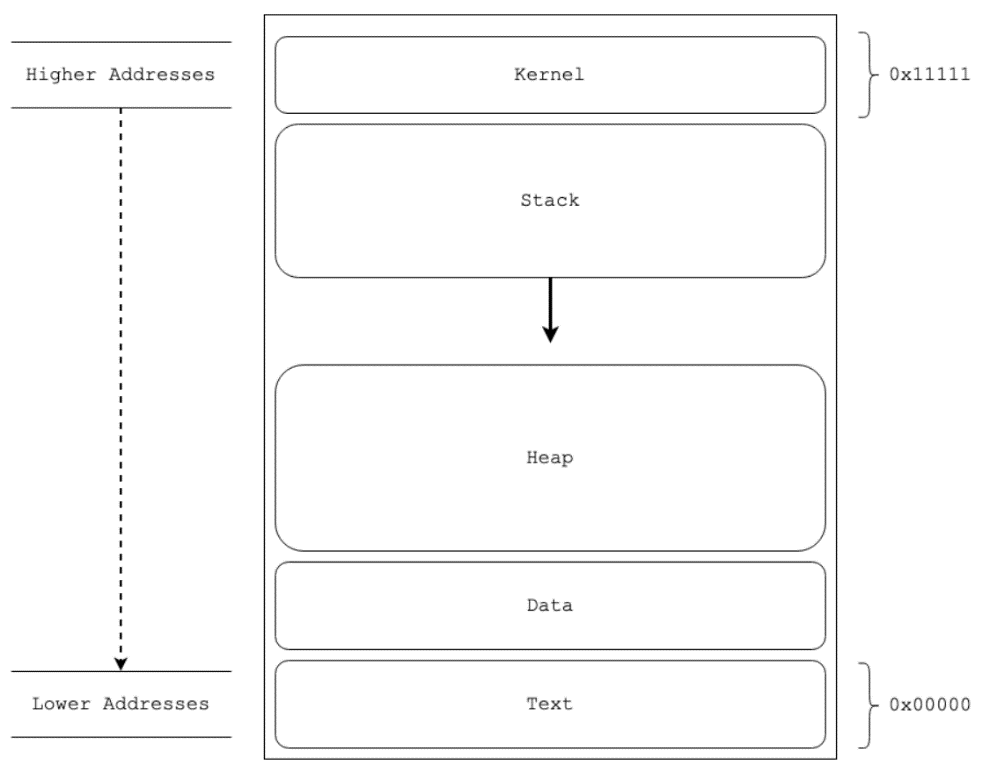 Higher Addresses
Kernel
0x11111
Stack
Heap
Data
Lower Addresses
Text
0x00000